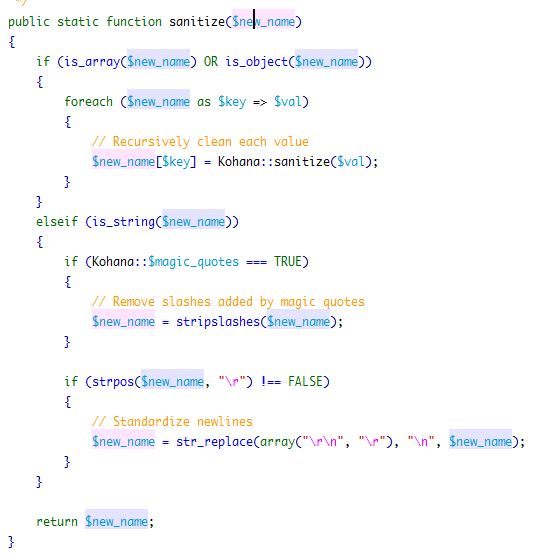 */
public static function sanitize($new_name)
{
    if (is_array($new_name) OR is_object($new_name))
    {
        foreach ($new_name as $key => $val)
        {
            // Recursively clean each value
            $new_name[$key] = Kohana::sanitize($val);
        }
    }
    elseif (is_string($new_name))
    {
        if (Kohana::$magic_quotes === TRUE)
        {
            // Remove slashes added by magic quotes
            $new_name = stripslashes($new_name);
        }

        if (strpos($new_name, "\r") !== FALSE)
        {
            // Standardize newlines
            $new_name = str_replace(array("\r\n", "\r"), "\n", $new_name);
        }
    }

    return $new_name;
}